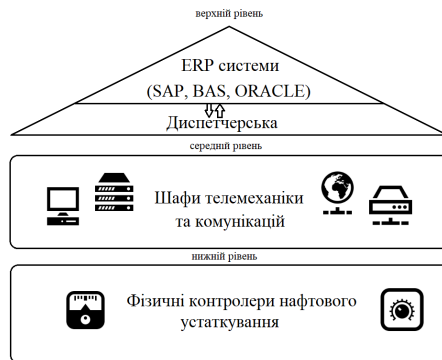 верхній рівень
ERP системи
(SAP, BAS, ORACLE)
Диспетчерська
середній рівень
Шафи телемеханіки
та комунікацій
нижній рівень
Фізичні контролери нафтового
устаткування